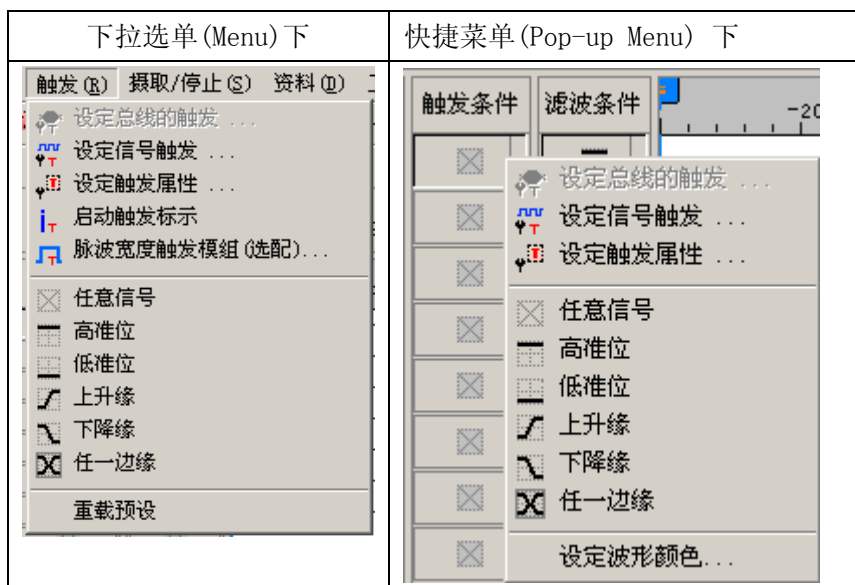 下拉选单(Menu)下
快捷菜单(Pop-up Menu) 下
触发(R) 摄取/停止(S) 资料(D)
设定总线的触发 ...
设定信号触发 ...
设定触发属性 ...
启动触发标示
脉波宽度触发模组(选配)...
任意信号
高准位
低准位
上升缘
下降缘
任一边缘
重载预设
触发条件 滤波条件 -20
设定总线的触发 ...
设定信号触发 ...
设定触发属性 ...
任意信号
高准位
低准位
上升缘
下降缘
任一边缘
设定波形颜色...